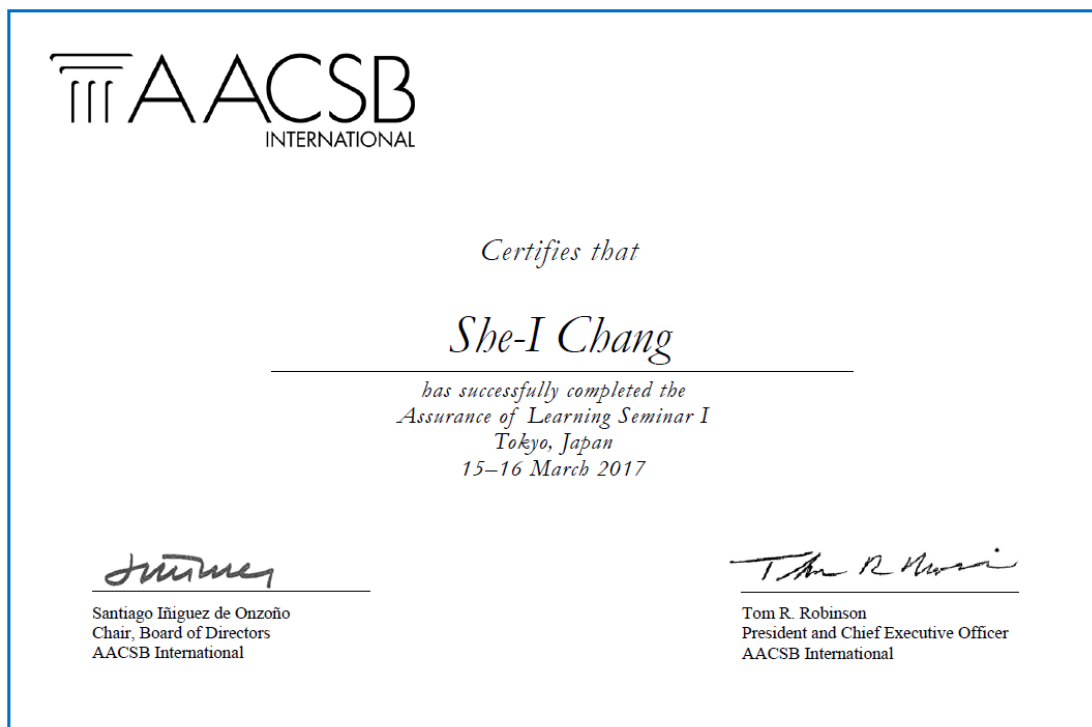 AACSB
INTERNATIONAL
Certifies that
She-I Chang
has successfully completed the
Assurance of Learning Seminar I
Tokyo, Japan
15–16 March 2017
Santiago Iñiguez de Onzoño
Chair, Board of Directors
AACSB International
Tom R. Robinson
President and Chief Executive Officer
AACSB International